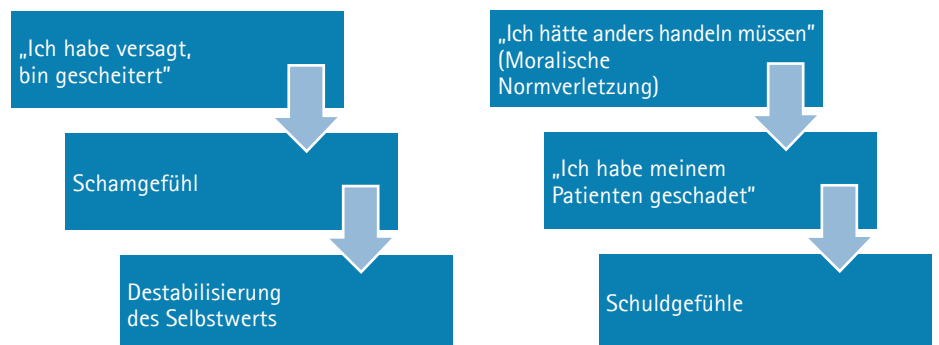 „Ich habe versagt,
bin gescheitert”
Schamgefühl
Destabilisierung
des Selbstwerts
„Ich hätte anders handeln müssen”
(Moralische
Normverletzung)
„Ich habe meinem
Patienten geschadet”
Schuldgefühle